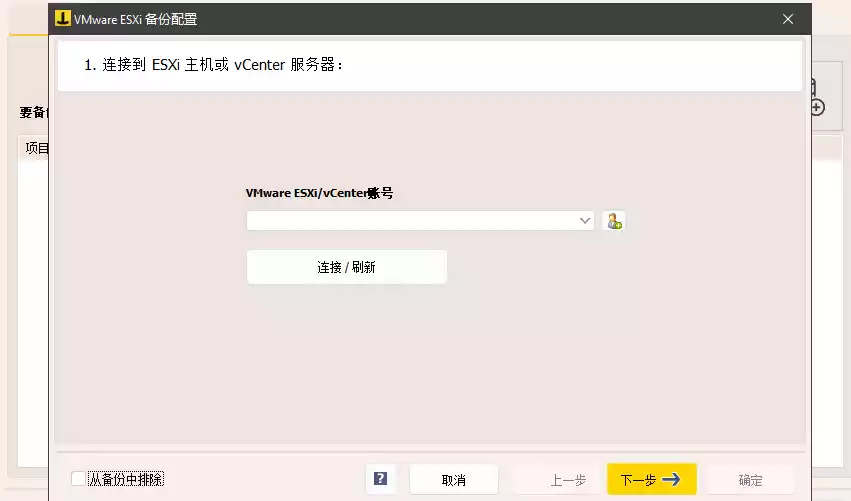 VMware ESXi 备份配置
1. 连接到 ESXi 主机或 vCenter 服务器：
要备份
项目
VMware ESXi/vCenter账号
连接 / 刷新
从备份中排除
?
取消
上一步
下一步
确定